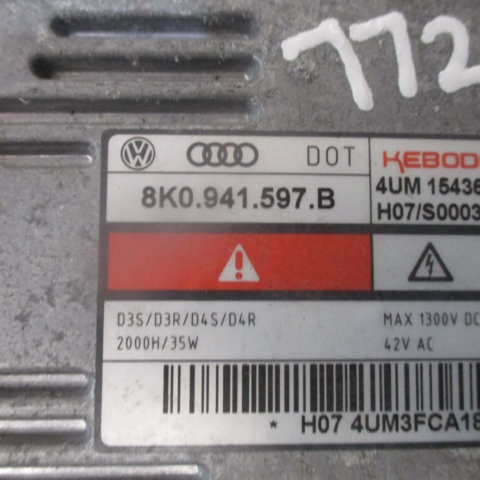 772
DOT KEBOD
8K0.941.597.B
4UM 15436
H07/S0003
D3S/D3R/D4S/D4R
2000H/35W
MAX 1300V DC
42V AC
* H07 4UM3FCA18